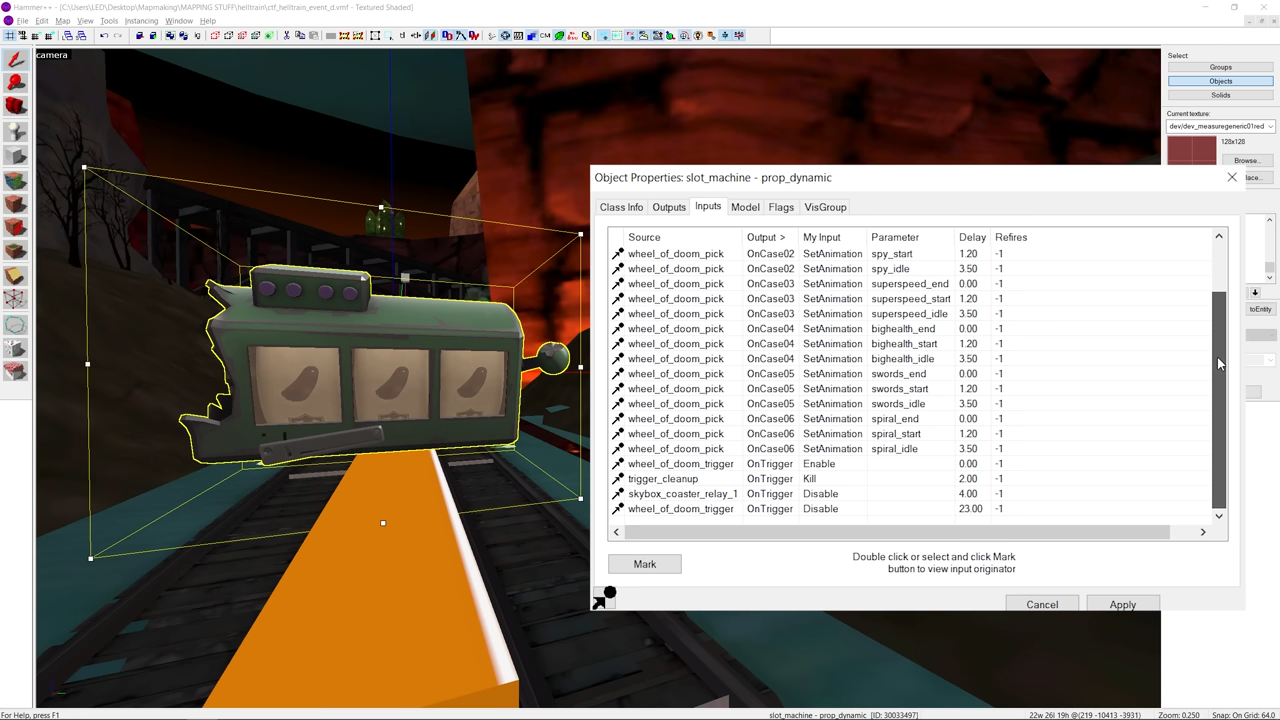 Hammer++ - [C:\Users\LED\Desktop\Mapmaking\MAPPING STUFF\helltrain\ctf_helltrain_event_d.vmf - Textured Shaded]
File Edit Map View Tools Instancing Window Help
camera
Select:
Groups
Objects
Solids
Current texture:
dev/dev_measuregeneric01red
128x128
Browse...
lace...
toEntity
Object Properties: slot_machine - prop_dynamic
Class Info Outputs Inputs Model Flags VisGroup
Source Output > My Input Parameter Delay Refires
wheel_of_doom_pick OnCase02 SetAnimation spy_start 1.20 -1
wheel_of_doom_pick OnCase02 SetAnimation spy_idle 3.50 -1
wheel_of_doom_pick OnCase03 SetAnimation superspeed_end 0.00 -1
wheel_of_doom_pick OnCase03 SetAnimation superspeed_start 1.20 -1
wheel_of_doom_pick OnCase03 SetAnimation superspeed_idle 3.50 -1
wheel_of_doom_pick OnCase04 SetAnimation bighealth_end 0.00 -1
wheel_of_doom_pick OnCase04 SetAnimation bighealth_start 1.20 -1
wheel_of_doom_pick OnCase04 SetAnimation bighealth_idle 3.50 -1
wheel_of_doom_pick OnCase05 SetAnimation swords_end 0.00 -1
wheel_of_doom_pick OnCase05 SetAnimation swords_start 1.20 -1
wheel_of_doom_pick OnCase05 SetAnimation swords_idle 3.50 -1
wheel_of_doom_pick OnCase06 SetAnimation spiral_end 0.00 -1
wheel_of_doom_pick OnCase06 SetAnimation spiral_start 1.20 -1
wheel_of_doom_pick OnCase06 SetAnimation spiral_idle 3.50 -1
wheel_of_doom_trigger OnTrigger Enable 0.00 -1
trigger_cleanup OnTrigger Kill 2.00 -1
skybox_coaster_relay_1 OnTrigger Disable 4.00 -1
wheel_of_doom_trigger OnTrigger Disable 23.00 -1
Mark
Double click or select and click Mark
button to view input originator
Cancel Apply
For Help, press F1
slot_machine - prop_dynamic [ID: 30033497]
22w 26l 19h @(219 -10413 -3931)
Zoom: 0.250
Snap: On Grid: 64.0